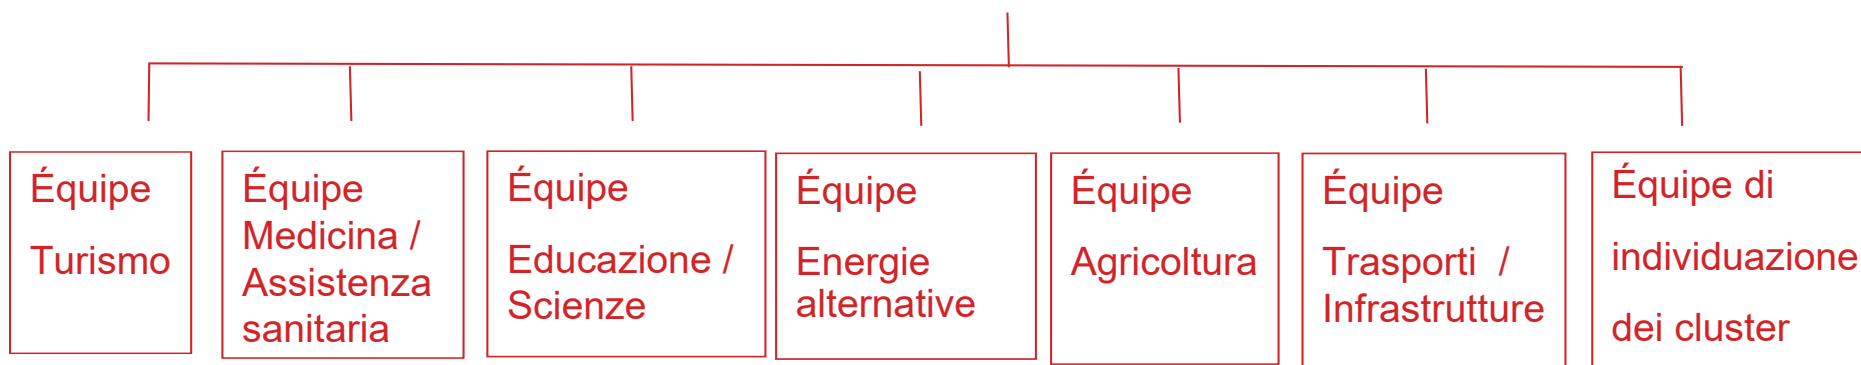 Équipe
Turismo
Équipe
Medicina /
Assistenza
sanitaria
Équipe
Educazione /
Scienze
Équipe
Energie
alternative
Équipe
Agricoltura
Équipe
Trasporti /
Infrastrutture
Équipe di
individuazione
dei cluster